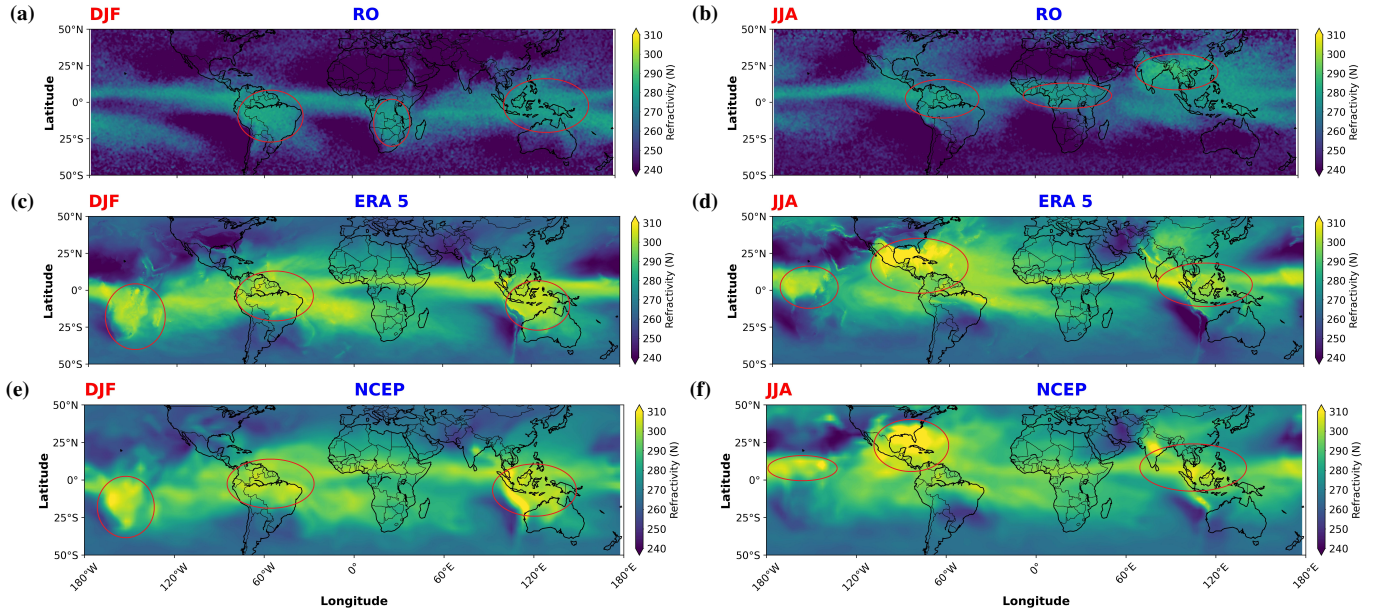 (a) DJF RO
50°N
25°N
0°
25°S
50°S
Latitude
310
300
290
280
270
260
250
240
Refractivity (N)
(b) JJA RO
50°N
25°N
0°
25°S
50°S
Latitude
310
300
290
280
270
260
250
240
Refractivity (N)
(c) DJF ERA 5
50°N
25°N
0°
25°S
50°S
Latitude
310
300
290
280
270
260
250
240
Refractivity (N)
(d) JJA ERA 5
50°N
25°N
0°
25°S
50°S
Latitude
310
300
290
280
270
260
250
240
Refractivity (N)
(e) DJF NCEP
50°N
25°N
0°
25°S
50°S
Latitude
310
300
290
280
270
260
250
240
Refractivity (N)
180°W 120°W 60°W 0° 60°E 120°E 180°E
Longitude
(f) JJA NCEP
50°N
25°N
0°
25°S
50°S
Latitude
310
300
290
280
270
260
250
240
Refractivity (N)
180°W 120°W 60°W 0° 60°E 120°E 180°E
Longitude